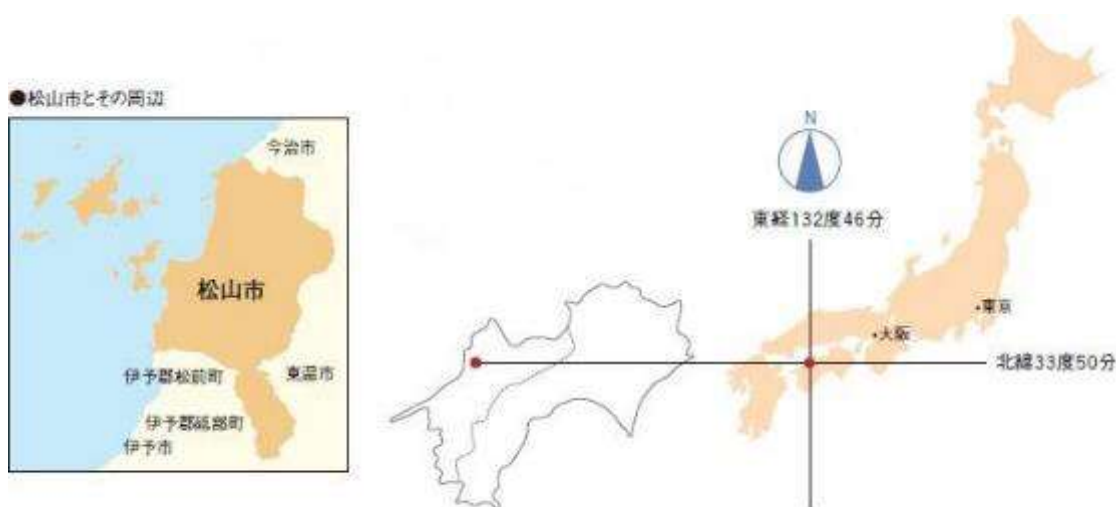 ●松山市とその周辺
今治市
松山市
伊予郡松前町
東温市
伊予郡砥部町
伊予市
N
東経132度46分
•東京
•大阪
北緯33度50分